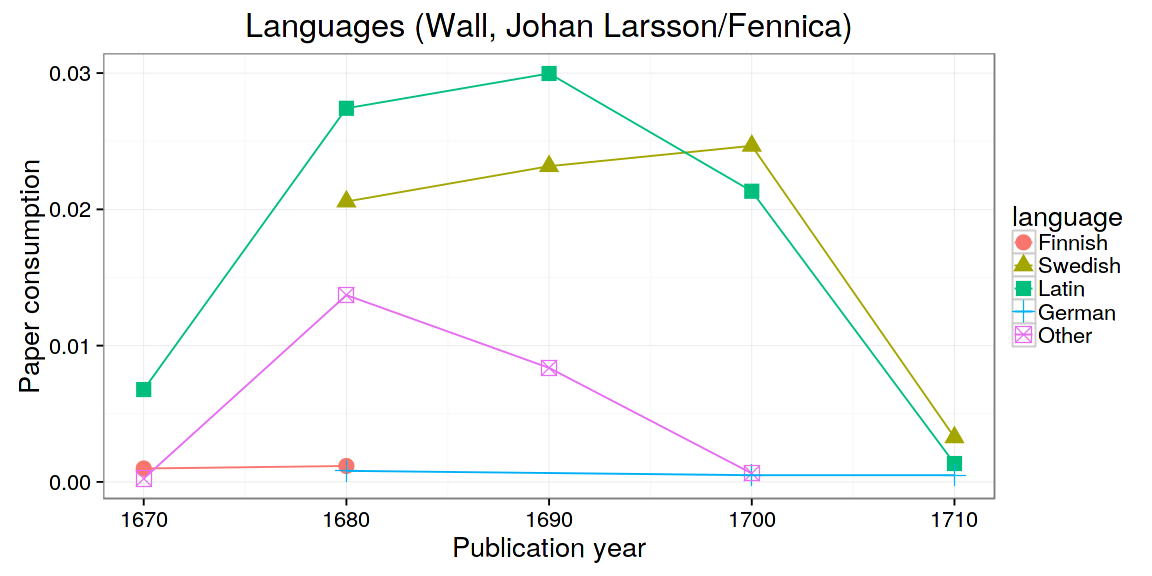 Languages (Wall, Johan Larsson/Fennica)
Paper consumption
0.03
0.02
0.01
0.00
1670 1680 1690 1700 1710
Publication year
language
Finnish
Swedish
Latin
German
Other